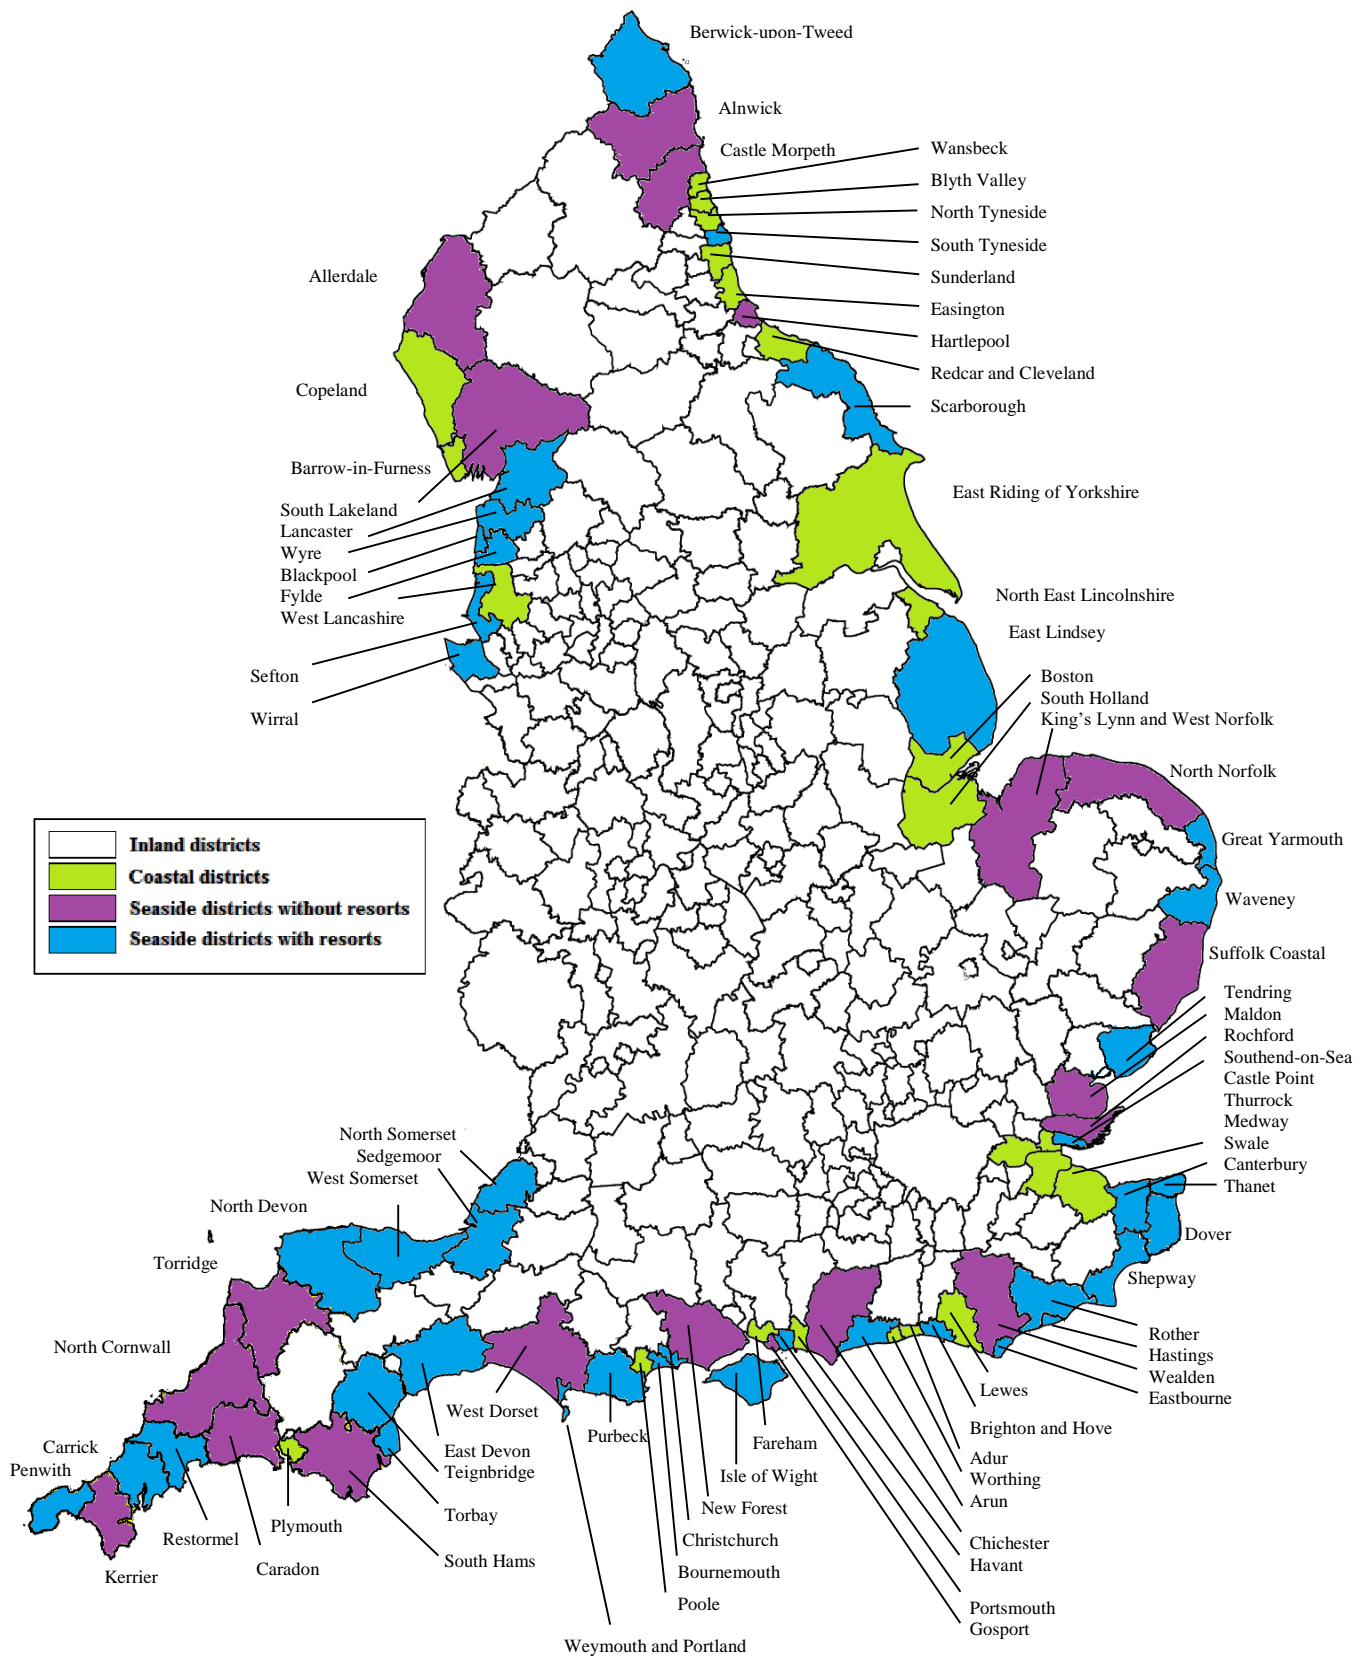 Berwick-upon-Tweed
Alnwick
Castle Morpeth
Wansbeck
Blyth Valley
North Tyneside
South Tyneside
Sunderland
Easington
Hartlepool
Redcar and Cleveland
Scarborough
Allerdale
Copeland
Barrow-in-Furness
South Lakeland
Lancaster
Wyre
Blackpool
Fylde
West Lancashire
Sefton
Wirral
East Riding of Yorkshire
North East Lincolnshire
East Lindsey
Boston
South Holland
King's Lynn and West Norfolk
North Norfolk
Great Yarmouth
Waveney
Suffolk Coastal
Tendring
Maldon
Rochford
Southend-on-Sea
Castle Point
Thurrock
Medway
Swale
Canterbury
Thanet
Dover
Shepway
Inland districts
Coastal districts
Seaside districts without resorts
Seaside districts with resorts
North Somerset
Sedgemoor
West Somerset
North Devon
Torridge
North Cornwall
Carrick
Penwith
Kerrier
Restormel
Caradon
Plymouth
South Hams
Torbay
East Devon
Teignbridge
West Dorset
Weymouth and Portland
Purbeck
Poole
Bournemouth
Christchurch
New Forest
Isle of Wight
Fareham
Gosport
Portsmouth
Havant
Chichester
Arun
Worthing
Adur
Brighton and Hove
Lewes
Eastbourne
Wealden
Hastings
Rother